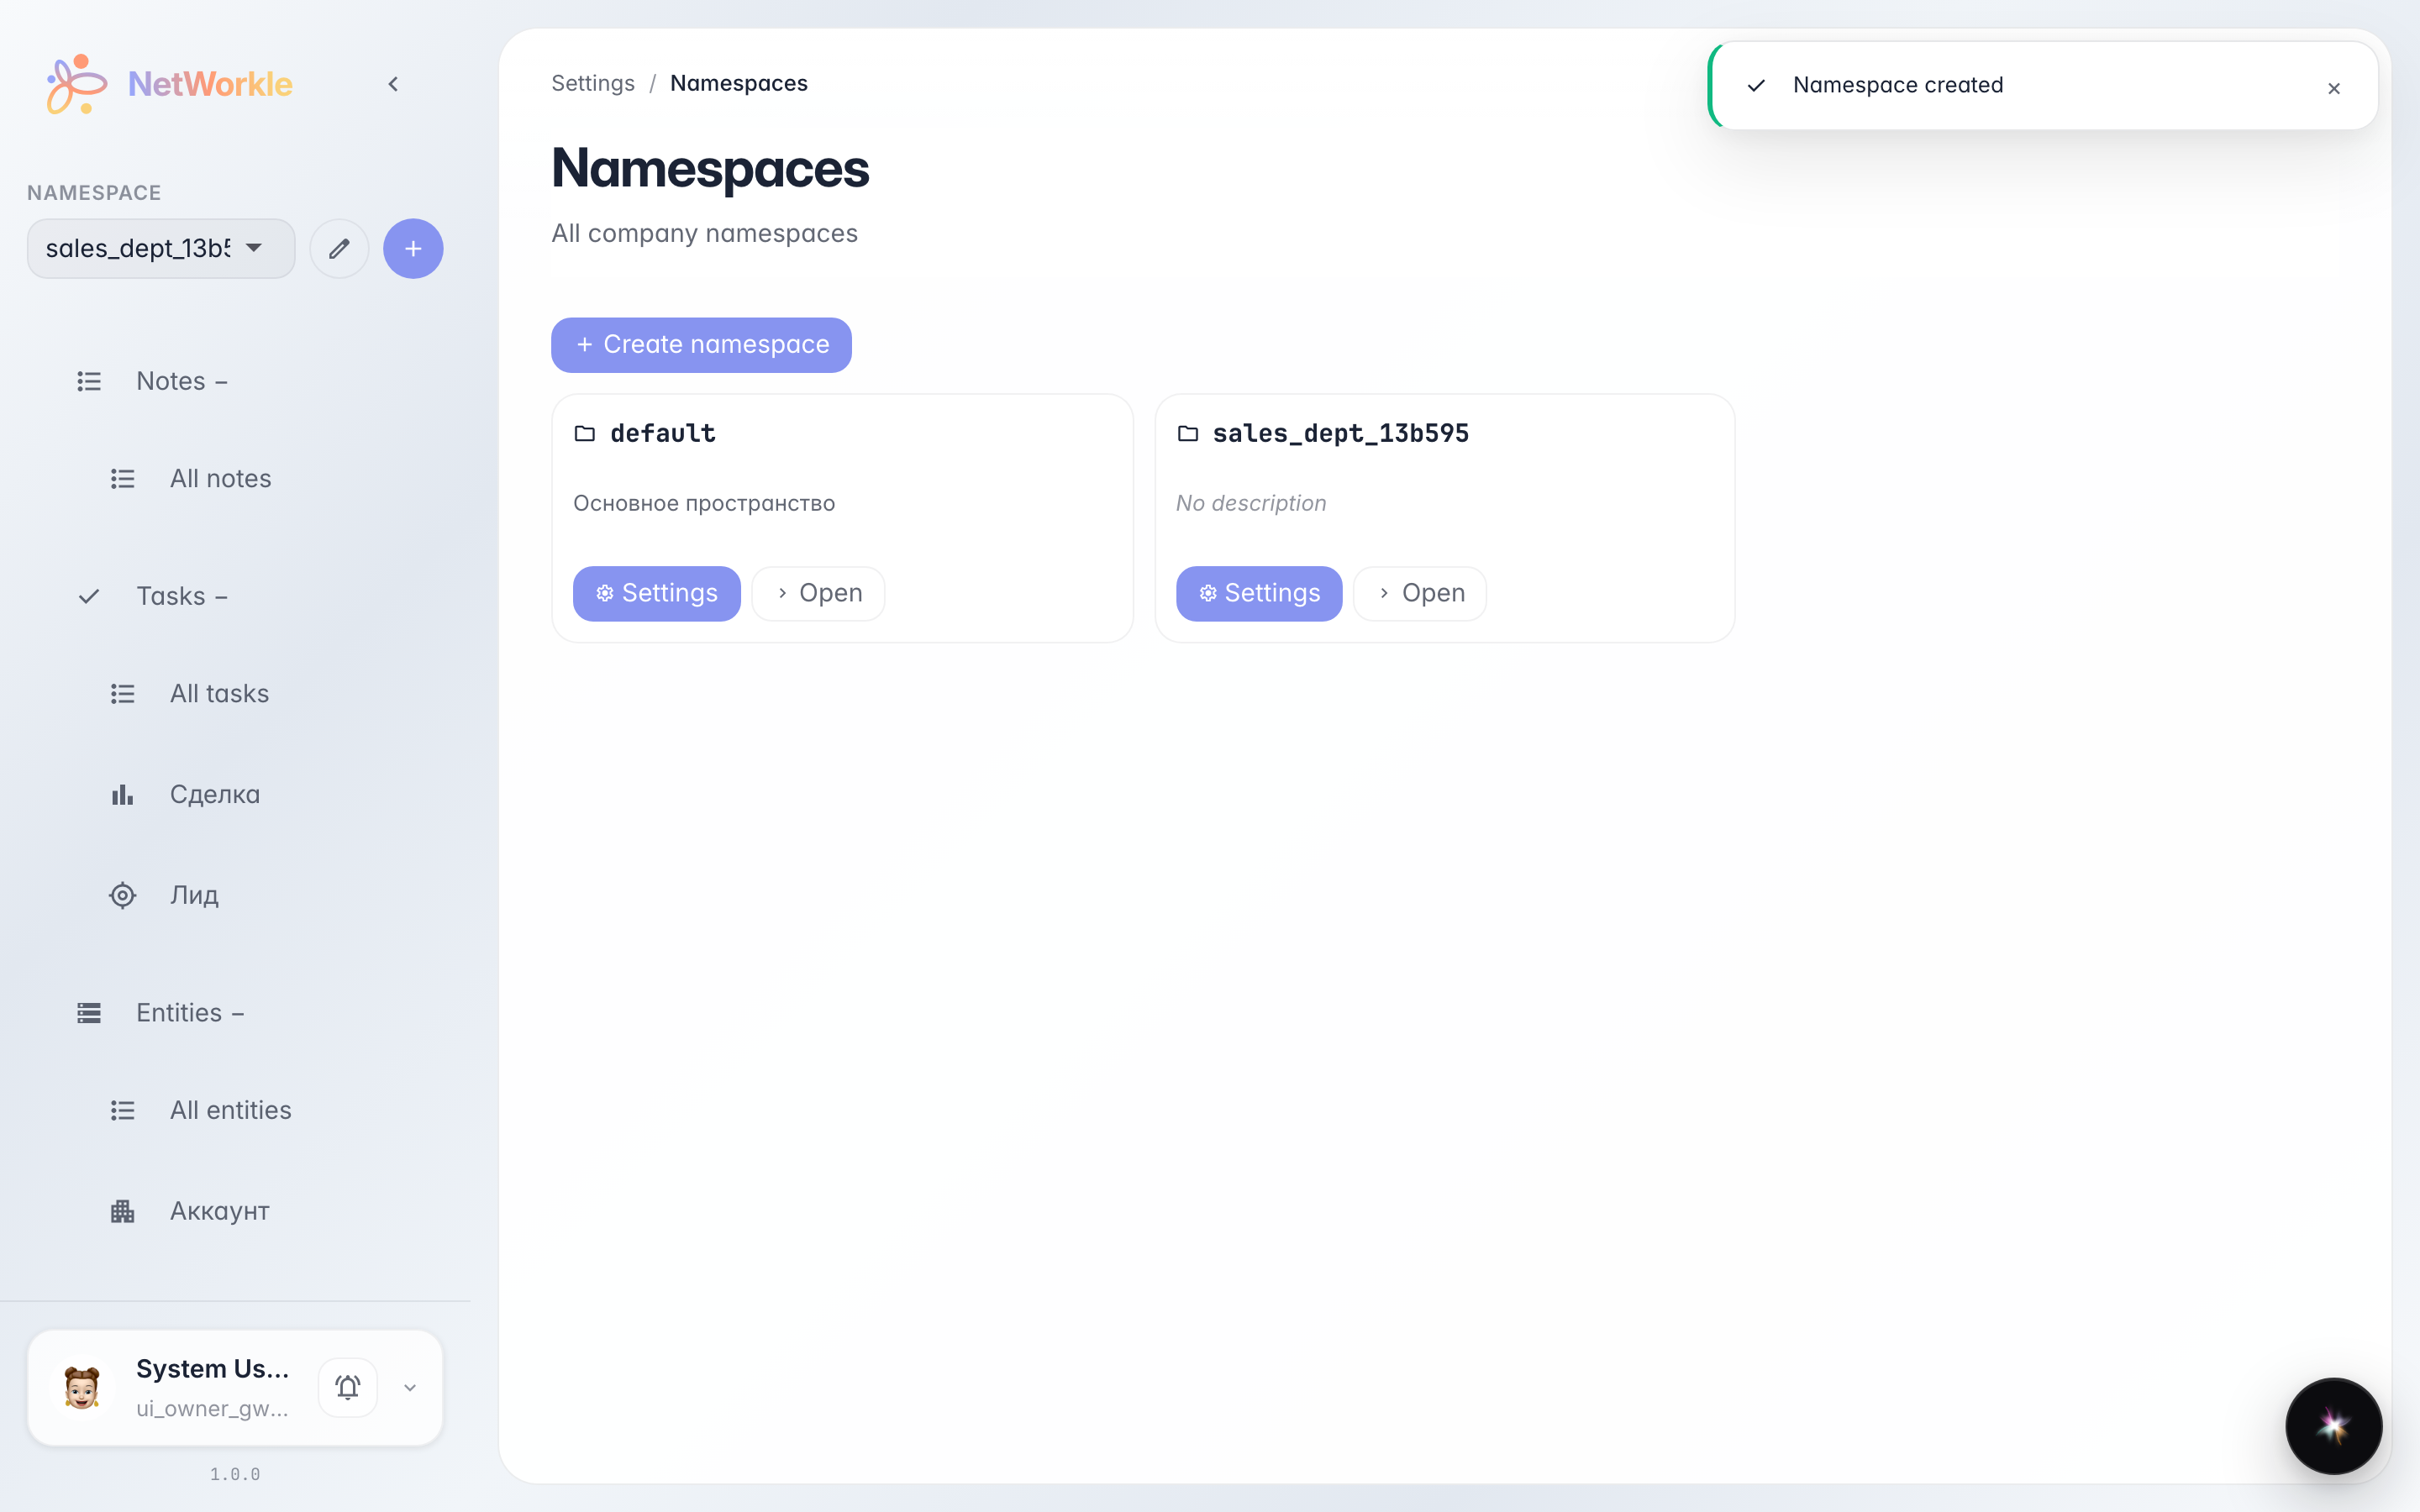 NetWorkle
NAMESPACE
sales_dept_13b5
Notes –
All notes
Tasks –
All tasks
Сделка
Лид
Entities –
All entities
Аккаунт
System Us...
ui_owner_gw...
1.0.0
Settings / Namespaces
Namespace created
Namespaces
All company namespaces
+ Create namespace
default
Основное пространство
Settings
Open
sales_dept_13b595
No description
Settings
Open